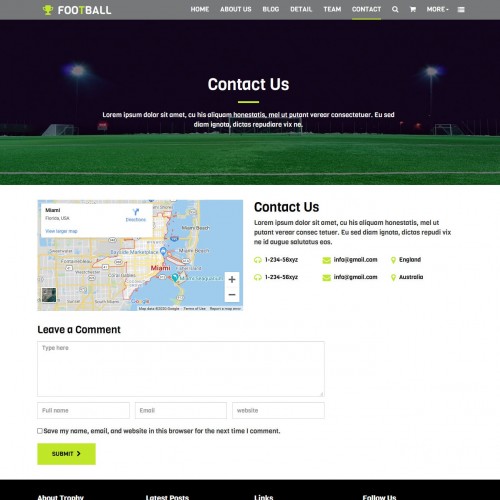 FOOTBALL
HOME ABOUT US BLOG DETAIL TEAM CONTACT MORE
Contact Us
Lorem ipsum dolor sit amet, cu his aliquam honestatis, mel ut putant verear consectetuer. Eu sed
diam ignota, dictas repudiare vix ne.
Miami
Florida, USA
Directions
View larger map
Miami Beach
Bayside Marketplace
Miami
Map data ©2020 Google Terms of Use Report a map error
Contact Us
Lorem ipsum dolor sit amet, cu his aliquam honestatis, mel ut
putant verear consectetuer. Eu sed diam ignota, dictas repudiare vix
ne id augue salutatus eos.
1-234-56xyz info@gmail.com England
1-234-56xyz info@gmail.com Australia
Leave a Comment
Type here
Full name Email website
Save my name, email, and website in this browser for the next time I comment.
SUBMIT >
About Trophy Latest Posts Links Follow Us